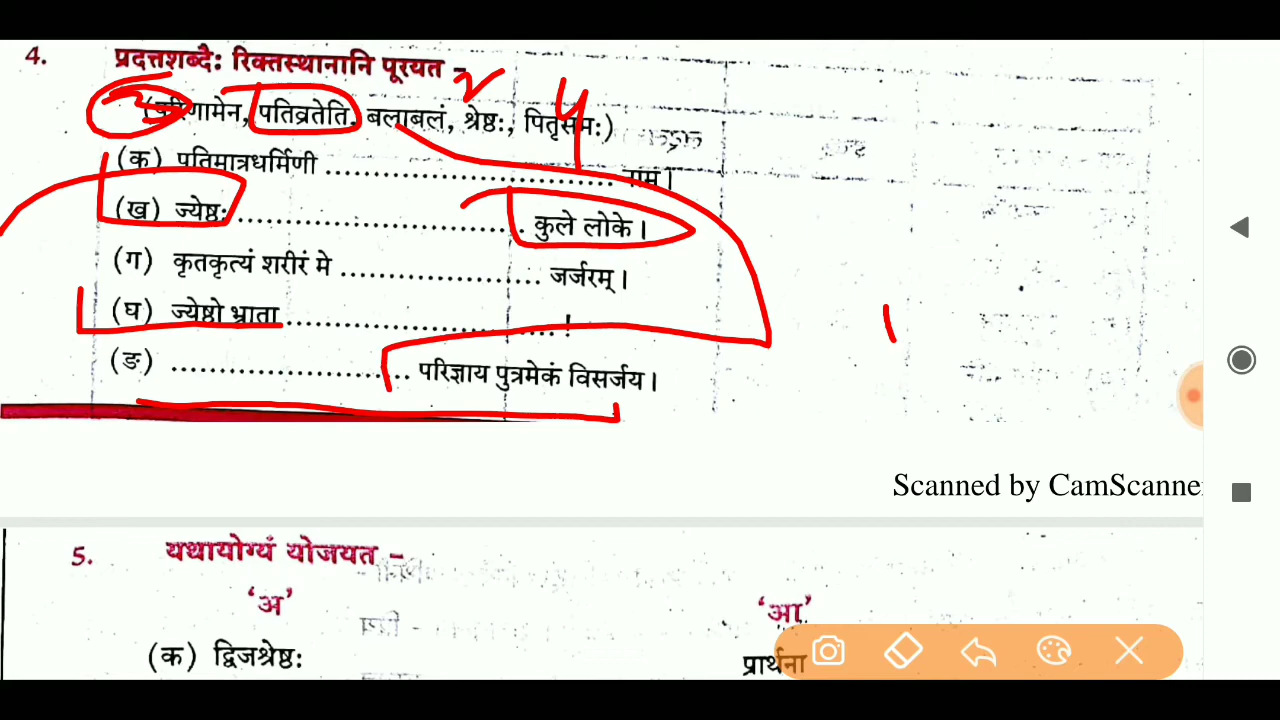 4. प्रदत्तशब्दैः रिक्तस्थानानि पूरयत -
(परिणामेन, पतिव्रतेति, बलाबलं, श्रेष्ठः, पितृसमः)
(क) पतिमात्रधर्मिणी .................................... नाम।
(ख) ज्येष्ठः .................................... कुले लोके।
(ग) कृतकृत्यं शरीरं मे ........................ जर्जरम्।
(घ) ज्येष्ठो भ्राता ................................ !
(ङ) ............................. परिज्ञाय पुत्रमेकं विसर्जय।
Scanned by CamScanne
5. यथायोग्यं योजयत -
‘अ’ ‘आ’
(क) द्विजश्रेष्ठः प्रार्थना